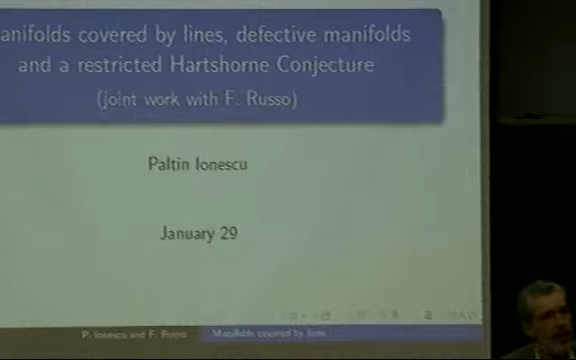 anifolds covered by lines, defective manifolds
and a restricted Hartshorne Conjecture
(joint work with F. Russo)
Paltin Ionescu
January 29
P. Ionescu and F. Russo Manifolds covered by lines